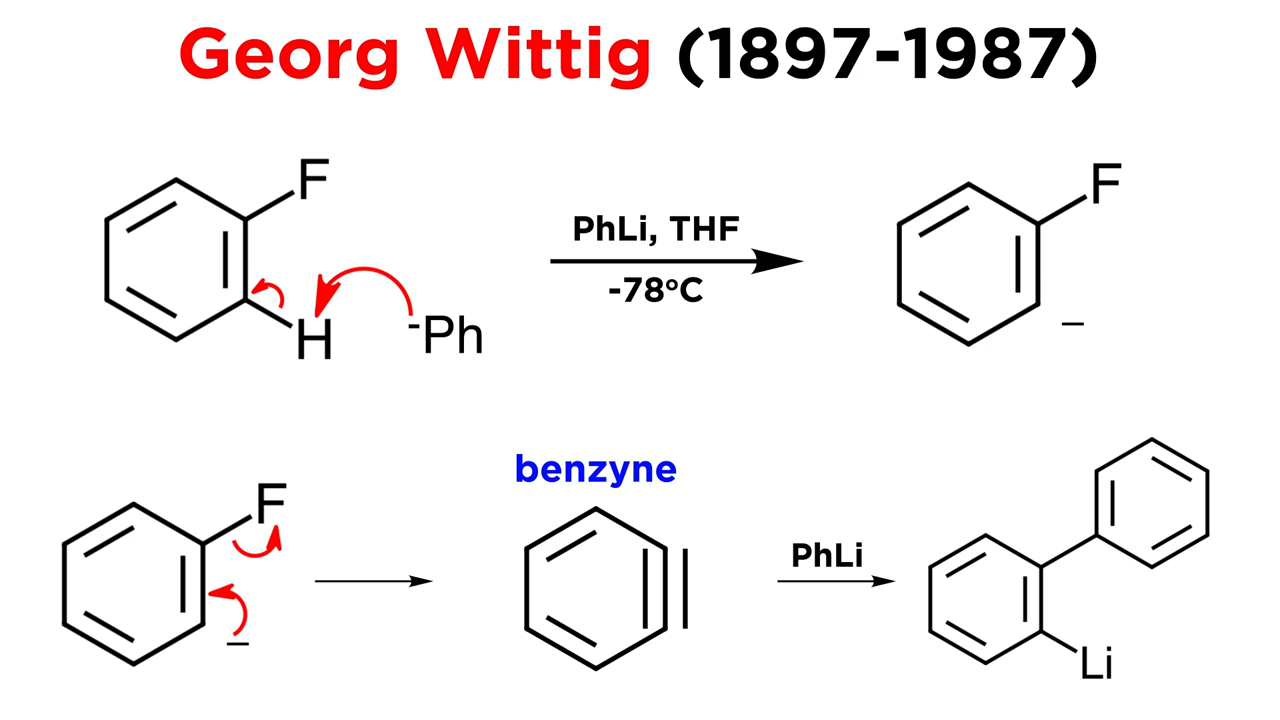 Georg Wittig (1897-1987)
F
H
-Ph
PhLi, THF
-78°C
F
–
F
–
benzyne
PhLi
Li